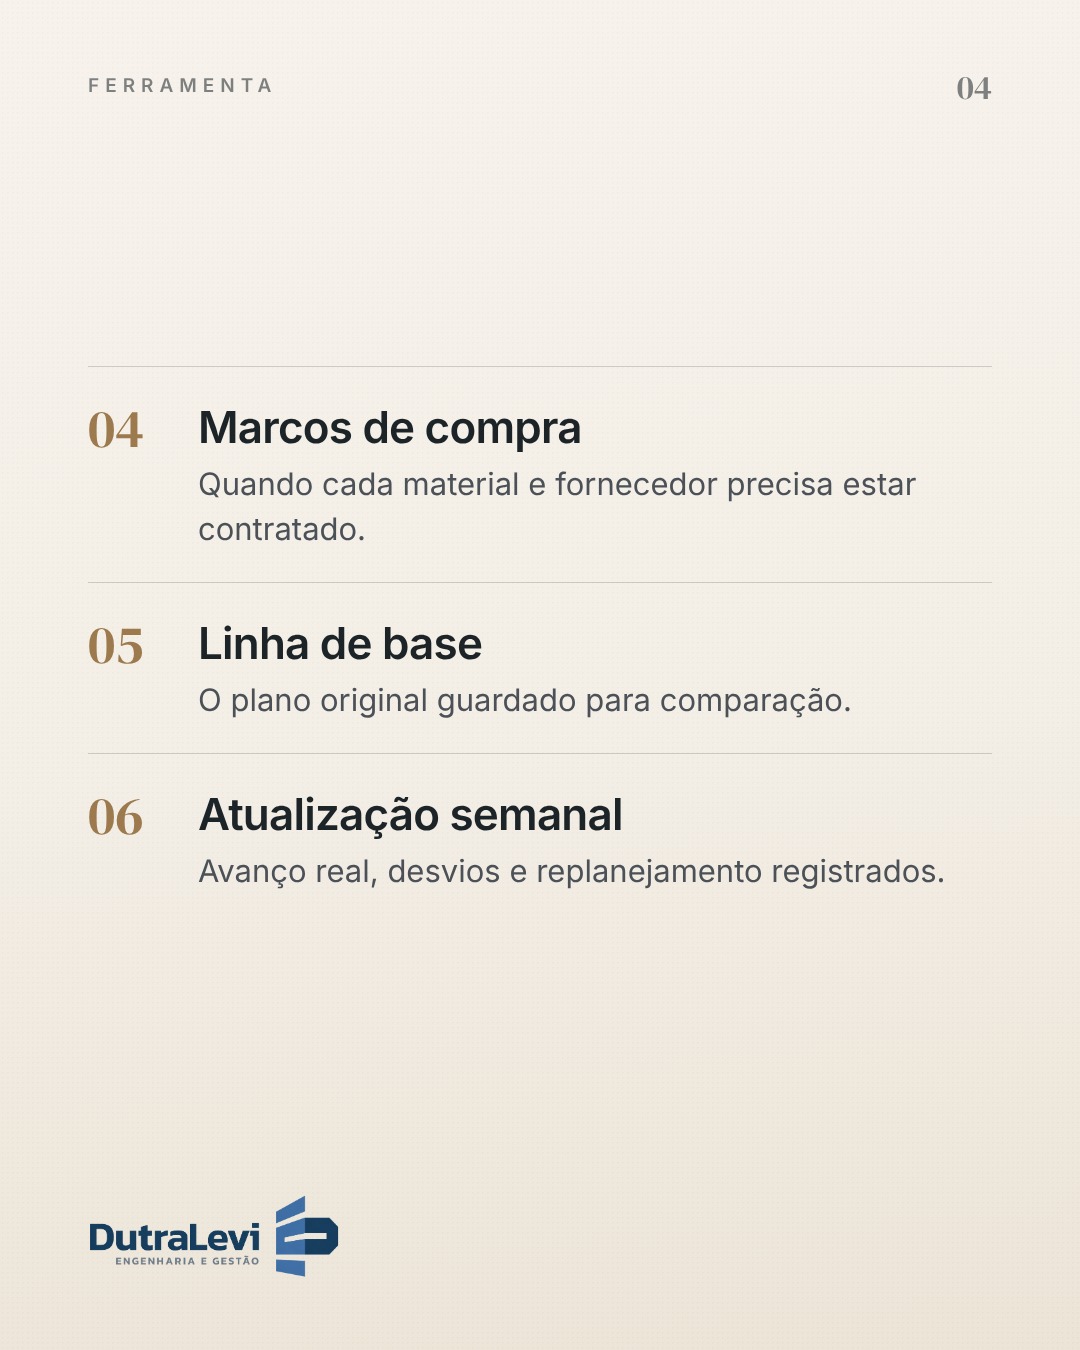 FERRAMENTA
04
04
Marcos de compra
Quando cada material e fornecedor precisa estar
contratado.
05
Linha de base
O plano original guardado para comparação.
06
Atualização semanal
Avanço real, desvios e replanejamento registrados.
DutraLevi
ENGENHARIA E GESTÃO